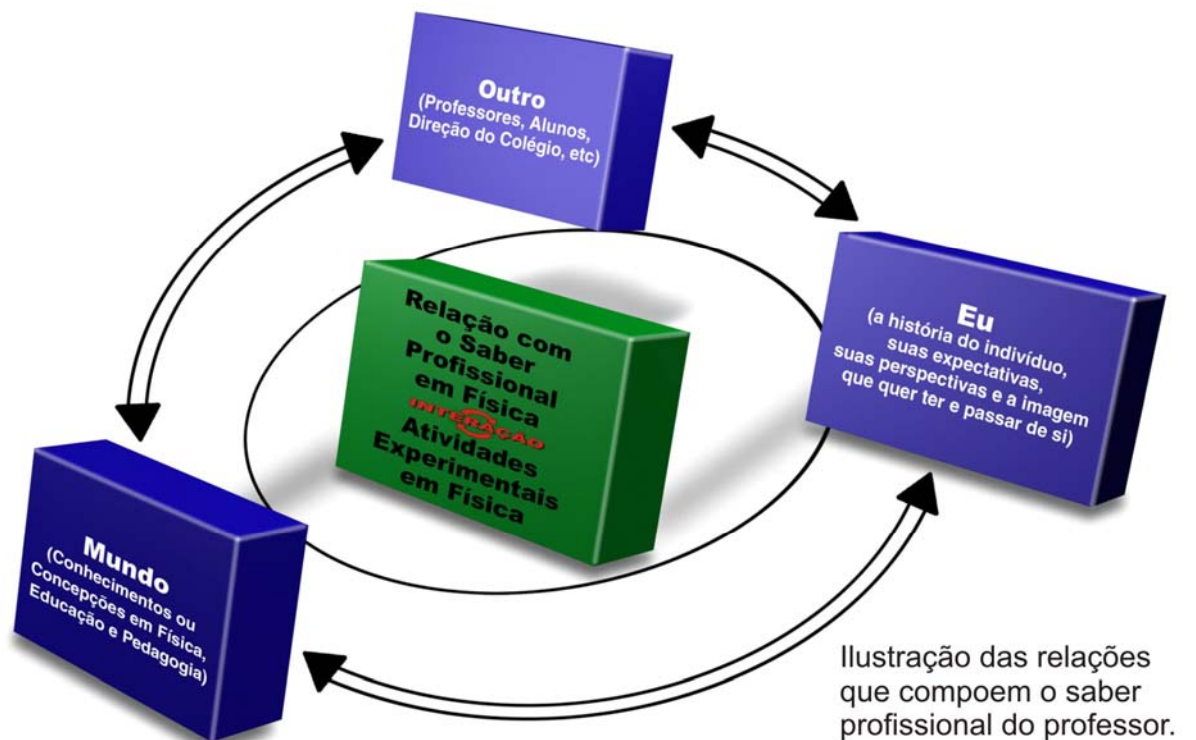 Outro
(Professores, Alunos,
Direção do Colégio, etc)
Eu
(a história do indivíduo,
suas expectativas,
suas perspectivas e a imagem
que quer ter e passar de si)
Relação com
o Saber
Profissional
em Física
INTERAÇÃO
Atividades
Experimentais
em Física
Mundo
(Conhecimentos ou
Concepções em Física,
Educação e Pedagogia)
Ilustração das relações
que compoem o saber
profissional do professor.